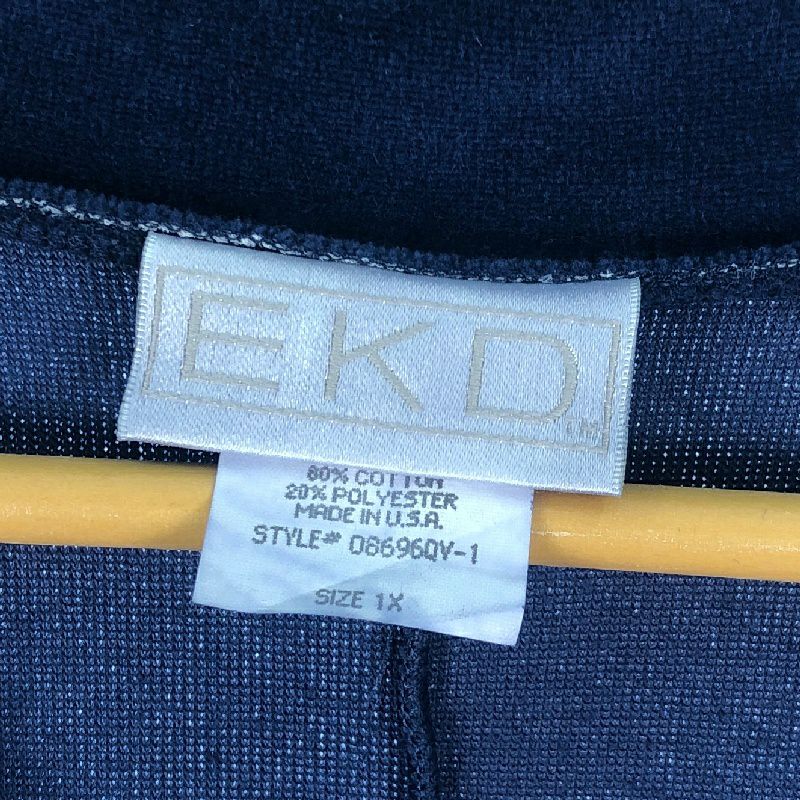 EKD
80% COTTON
20% POLYESTER
MADE IN U.S.A.
STYLE# 08696QV-1
SIZE 1X